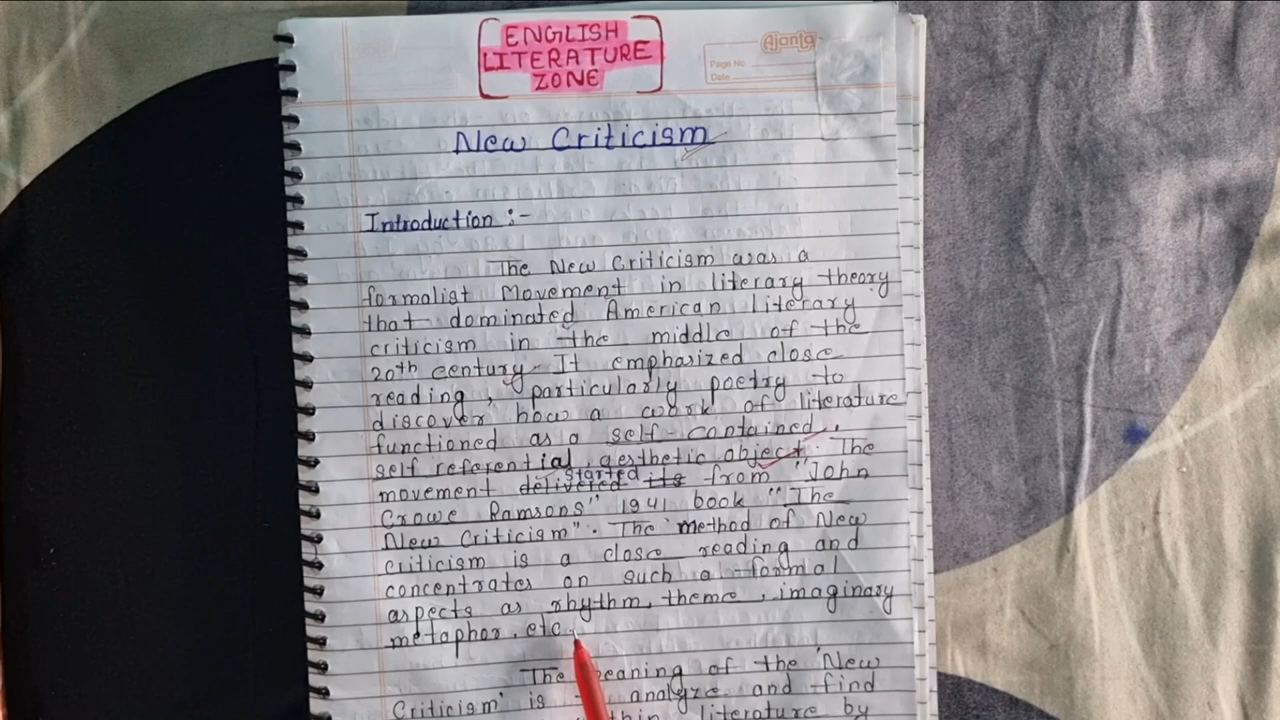 ENGLISH
LITERATURE
ZONE
Ajanta
Page No.
Date
New Criticism
Introduction :-
The New Criticism was a
formalist Movement in literary theory
that dominated American literary
criticism in the middle of the
20th century. It emphasized close
reading, particularly poetry to
discover how a work of literature
functioned as a self-contained,
self referential, aesthetic object. The
started
movement delivered its from "John
Crowe Ramsons" 1941 book "The
New Criticism". The method of New
criticism is a close reading and
concentrates on such a formal
aspects as rhythm, theme, imaginary
metaphor, etc.
The meaning of the 'New
Criticism' is analyze and find
literature by